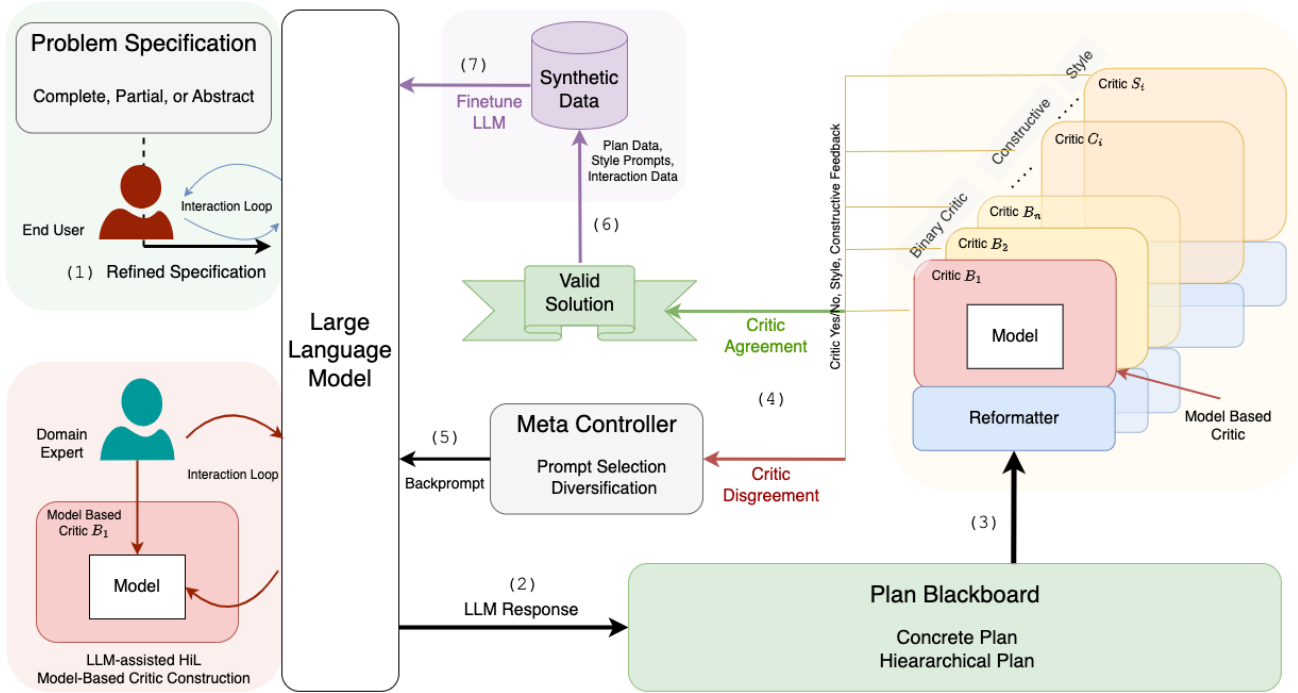 Problem Specification
Complete, Partial, or Abstract
Interaction Loop
End User
(1) Refined Specification
Domain
Expert
Interaction Loop
Model Based
Critic B₁
Model
LLM-assisted HiL
Model-Based Critic Construction
Large
Language
Model
(7)
Finetune
LLM
Synthetic
Data
Plan Data,
Style Prompts,
Interaction Data
(6)
Valid
Solution
Critic
Agreement
(4)
Meta Controller
Prompt Selection
Diversification
(5)
Backprompt
Critic
Disgreement
(2)
LLM Response
Plan Blackboard
Concrete Plan
Hieararchical Plan
(3)
Critic Yes/No, Style, Constructive Feedback
Binary Critic
....
Constructive
....
Style
Critic Sᵢ
Critic Cᵢ
Critic Bₙ
Critic B₂
Critic B₁
Model
Reformatter
Model Based
Critic